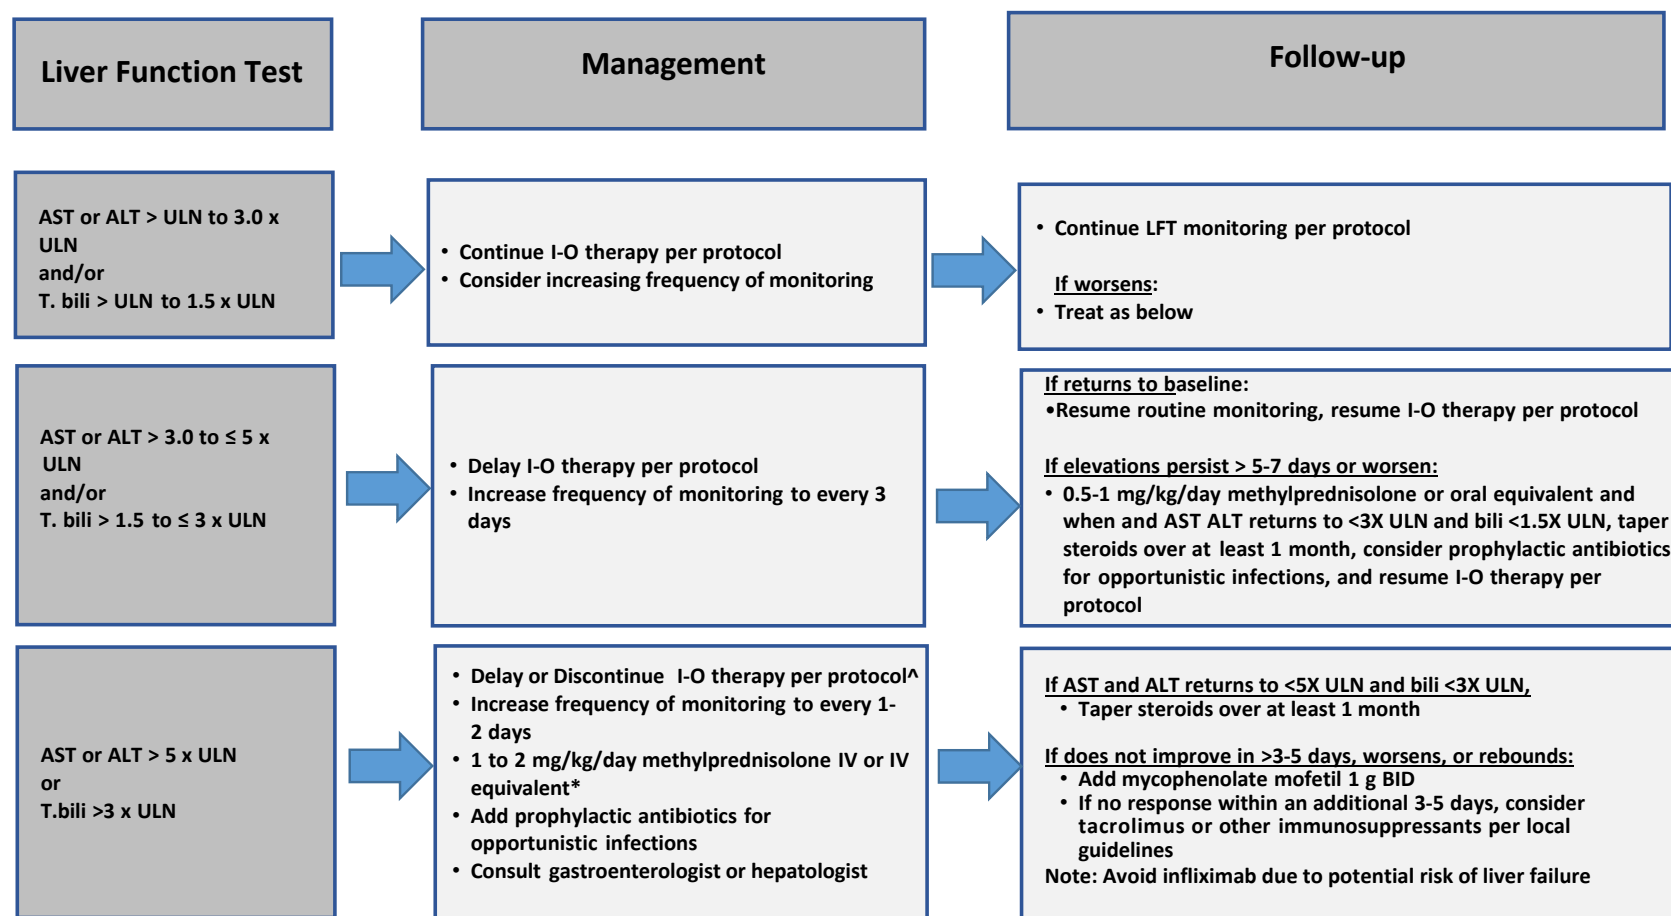 Liver Function Test
Management
Follow-up
AST or ALT > ULN to 3.0 x
ULN
and/or
T. bili > ULN to 1.5 x ULN
• Continue I-O therapy per protocol
• Consider increasing frequency of monitoring
• Continue LFT monitoring per protocol
If worsens:
• Treat as below
AST or ALT > 3.0 to ≤ 5 x
ULN
and/or
T. bili > 1.5 to ≤ 3 x ULN
• Delay I-O therapy per protocol
• Increase frequency of monitoring to every 3
days
If returns to baseline:
•Resume routine monitoring, resume I-O therapy per protocol
If elevations persist > 5-7 days or worsen:
• 0.5-1 mg/kg/day methylprednisolone or oral equivalent and
when and AST ALT returns to <3X ULN and bili <1.5X ULN, taper
steroids over at least 1 month, consider prophylactic antibiotics
for opportunistic infections, and resume I-O therapy per
protocol
AST or ALT > 5 x ULN
or
T.bili >3 x ULN
• Delay or Discontinue I-O therapy per protocol^
• Increase frequency of monitoring to every 1-
2 days
• 1 to 2 mg/kg/day methylprednisolone IV or IV
equivalent*
• Add prophylactic antibiotics for
opportunistic infections
• Consult gastroenterologist or hepatologist
If AST and ALT returns to <5X ULN and bili <3X ULN,
• Taper steroids over at least 1 month
If does not improve in >3-5 days, worsens, or rebounds:
• Add mycophenolate mofetil 1 g BID
• If no response within an additional 3-5 days, consider
tacrolimus or other immunosuppressants per local
guidelines
Note: Avoid infliximab due to potential risk of liver failure